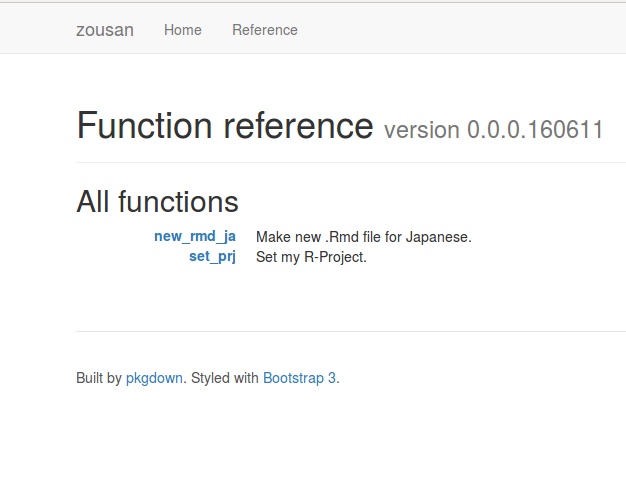 zousan Home Reference
Function reference version 0.0.0.160611
All functions
new_rmd_ja Make new .Rmd file for Japanese.
set_prj Set my R-Project.
Built by pkgdown. Styled with Bootstrap 3.